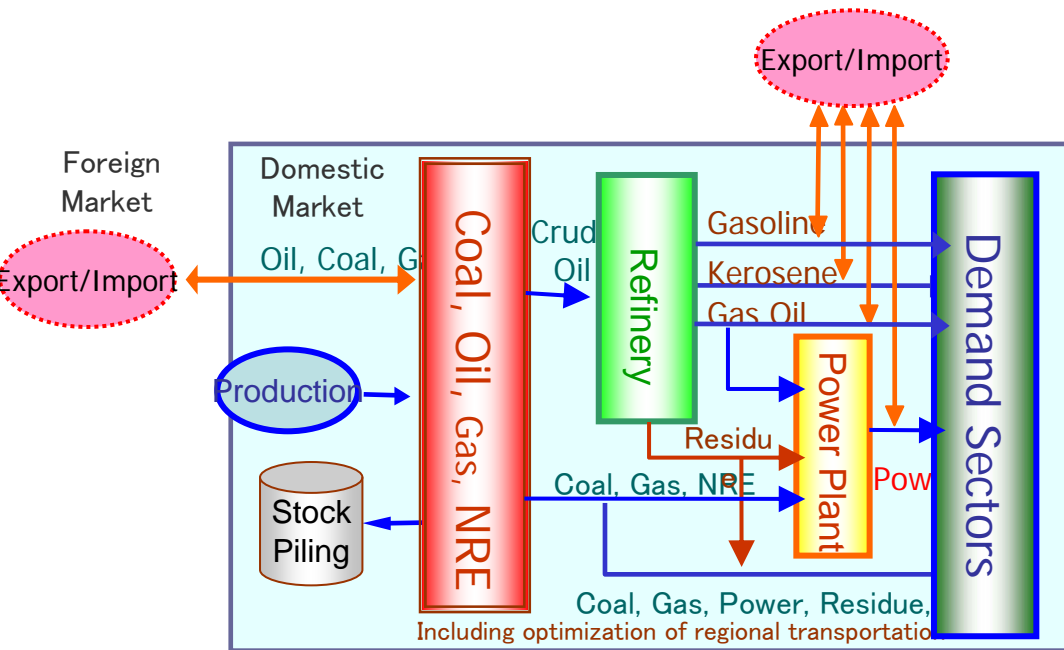 Export/Import
Foreign
Market
Domestic
Market
Export/Import
Oil, Coal, Ga
Coal, Oil, Gas, NRE
Crud
Oil
Refinery
Gasoline
Kerosene
Gas Oil
Demand Sectors
Production
Power Plant
Residu
e
Coal, Gas, NRE
Pow
Stock
Piling
Coal, Gas, Power, Residue,
Including optimization of regional transportation